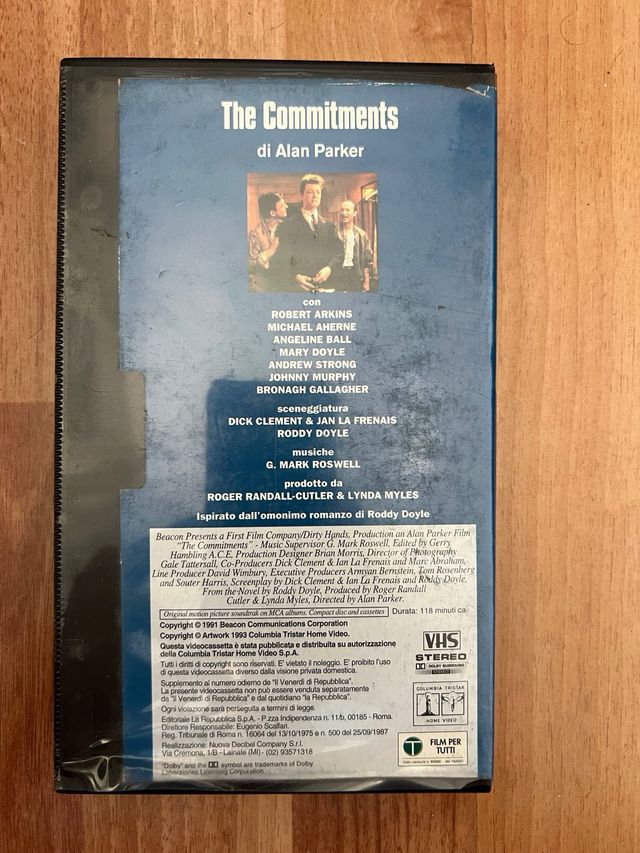 The Commitments
di Alan Parker
con
ROBERT ARKINS
MICHAEL AHERNE
ANGELINE BALL
MARY DOYLE
ANDREW STRONG
JOHNNY MURPHY
BRONAGH GALLAGHER
sceneggiatura
DICK CLEMENT & JAN LA FRENAIS
RODDY DOYLE
musiche
G. MARK ROSWELL
prodotto da
ROGER RANDALL-CUTLER & LYNDA MYLES
Ispirato dall'omonimo romanzo di Roddy Doyle
Beacon Presents a First Film Company/Dirty Hands, Production an Alan Parker Film
"The Commitments" - Music Supervisor G. Mark Roswell, Edited by Gerry
Hambling A.C.E, Production Designer Brian Morris, Director of Photography
Gale Tattersall, Co-Producers Dick Clement & Ian La Frenais and Marc Abraham,
Line Producer David Wimbury, Executive Producers Armyan Bernstein, Tom Rosenberg
and Souter Harris, Screenplay by Dick Clement & Ian La Frenais and Roddy Doyle,
From the Novel by Roddy Doyle, Produced by Roger Randall
Cutler & Lynda Myles, Directed by Alan Parker.
Original motion picture soundtrak on MCA albums. Compact disc and cassettes Durata: 118 minuti ca.
Copyright © 1991 Beacon Communications Corporation
Copyright © Artwork 1993 Columbia Tristar Home Video.
Questa videocassetta è stata pubblicata e distribuita su autorizzazione
della Columbia Tristar Home Video S.p.A.
Tutti i diritti di copyright sono riservati. E' vietato il noleggio. E' proibito l'uso
di questa videocassetta diverso dalla visione privata domestica.
Supplemento al numero odierno de "Il Venerdì di Repubblica".
La presente videocassetta non può essere venduta separatamente
da "Il Venerdì di Repubblica" e dal quotidiano "la Repubblica".
Ogni violazione sarà perseguita a termini di legge.
Editoriale La Repubblica S.p.A. - P.zza Indipendenza n. 11/b, 00185 - Roma.
Direttore Responsabile: Eugenio Scalfari.
Reg. Tribunale di Roma n. 16064 del 13/10/1975 e n. 500 del 25/09/1987
Realizzazione: Nuova Decibel Company S.r.l.
Via Cremona, 1/B - Lainate (MI)- (02) 93571318
"Dolby" and the symbol are trademarks of Dolby
Laboratories Licensing Corporation.
VHS
STEREO
DOLBY SURROUND
COLUMBIA TRISTAR
HOME VIDEO
T FILM PER
TUTTI